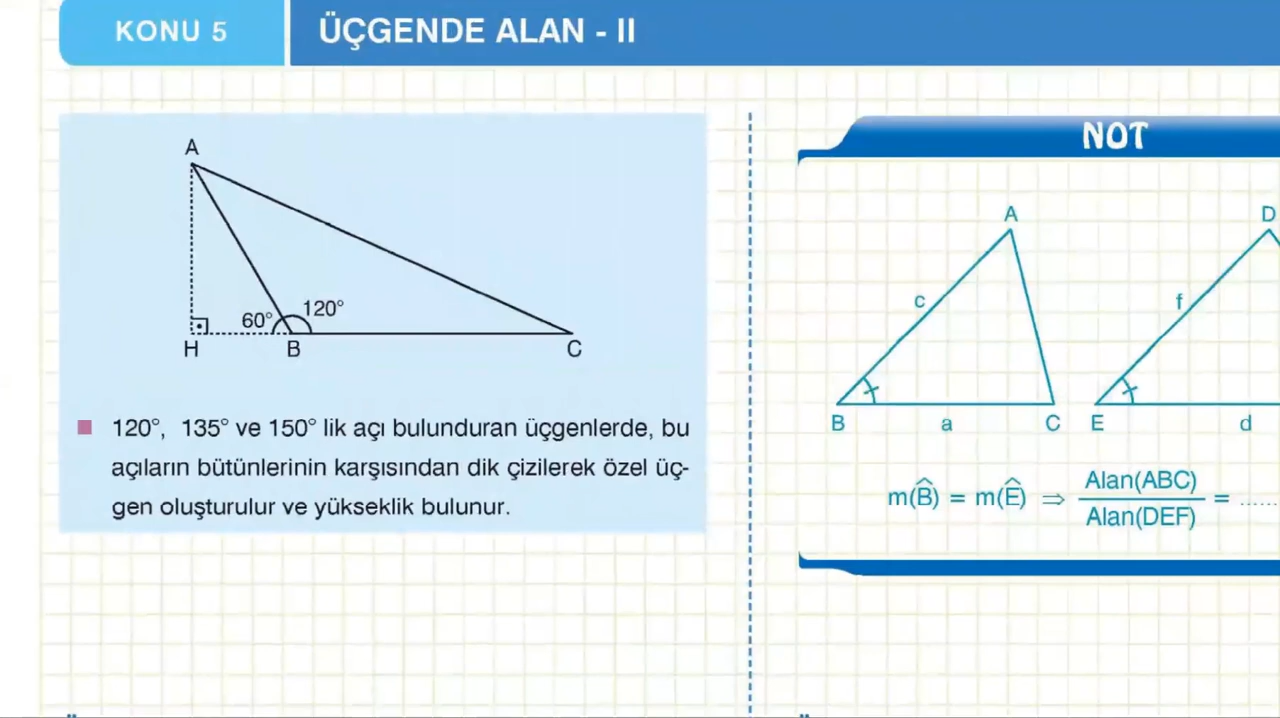 KONU 5
ÜÇGENDE ALAN - II
A
60°
120°
H
B
C
120°, 135° ve 150° lik açı bulunduran üçgenlerde, bu
açıların bütünlerinin karşısından dik çizilerek özel üç-
gen oluşturulur ve yükseklik bulunur.
NOT
A
D
c
f
B
a
C
E
d
m(B̂) = m(Ê) ⇒ Alan(ABC) / Alan(DEF) = ......